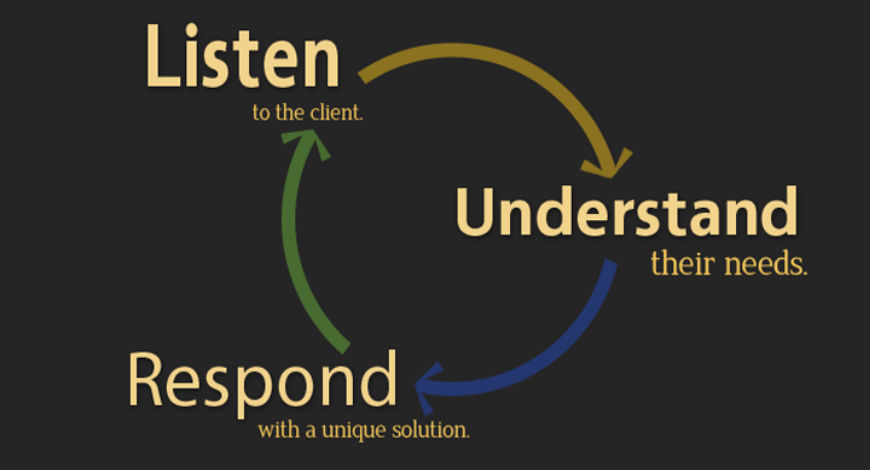 Listen
to the client.
Understand
their needs.
Respond
with a unique solution.